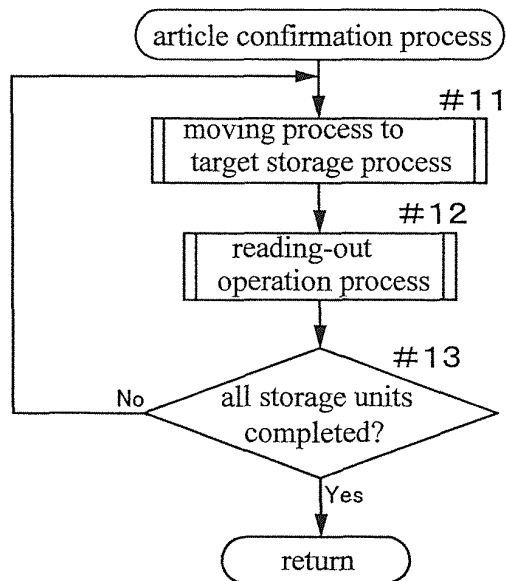 article confirmation process
#11
moving process to
target storage process
#12
reading-out
operation process
#13
all storage units
completed?
No
Yes
return